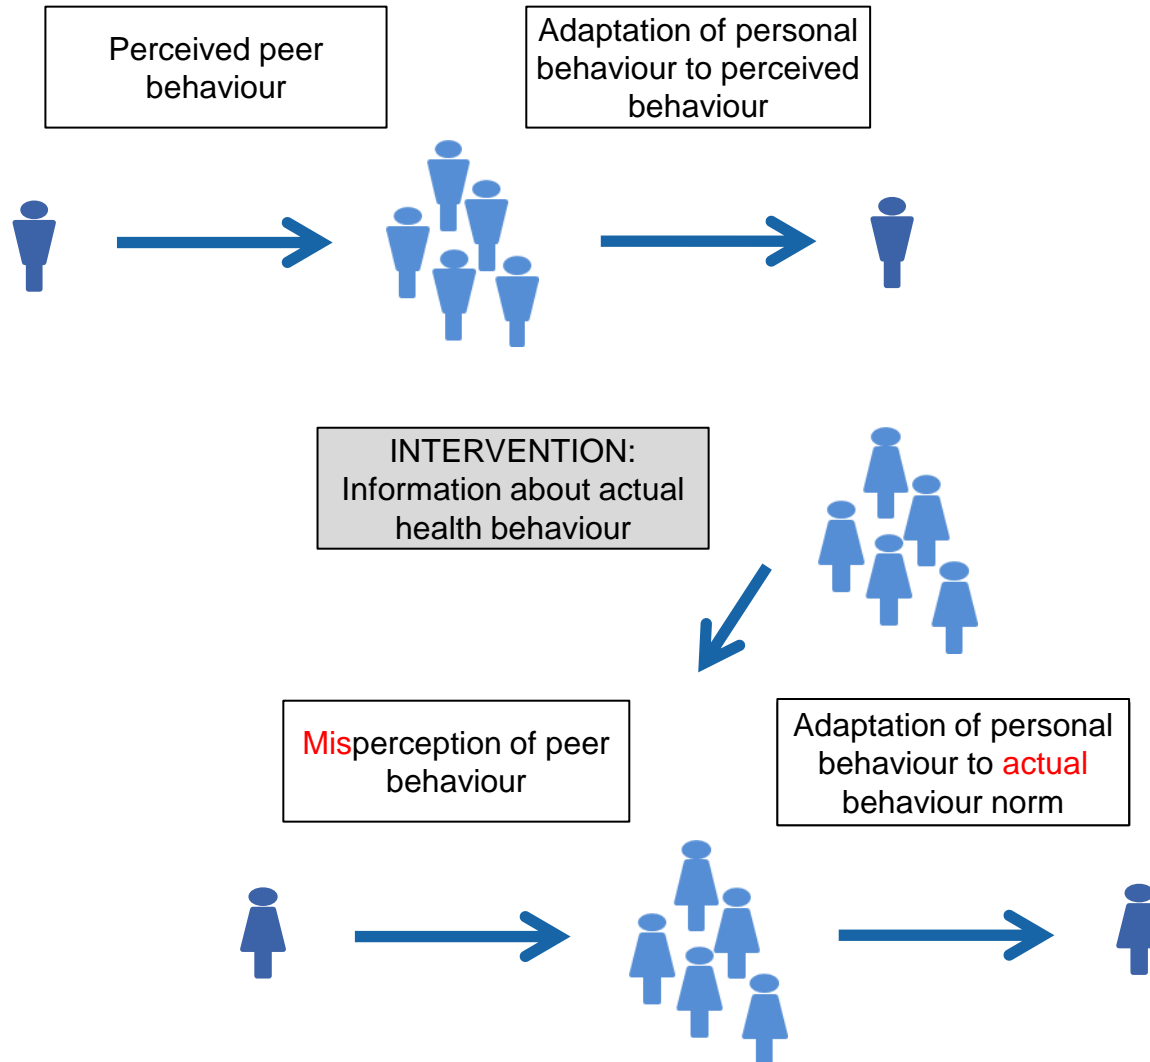 Perceived peer
behaviour
Adaptation of personal
behaviour to perceived
behaviour
INTERVENTION:
Information about actual
health behaviour
Misperception of peer
behaviour
Adaptation of personal
behaviour to actual
behaviour norm